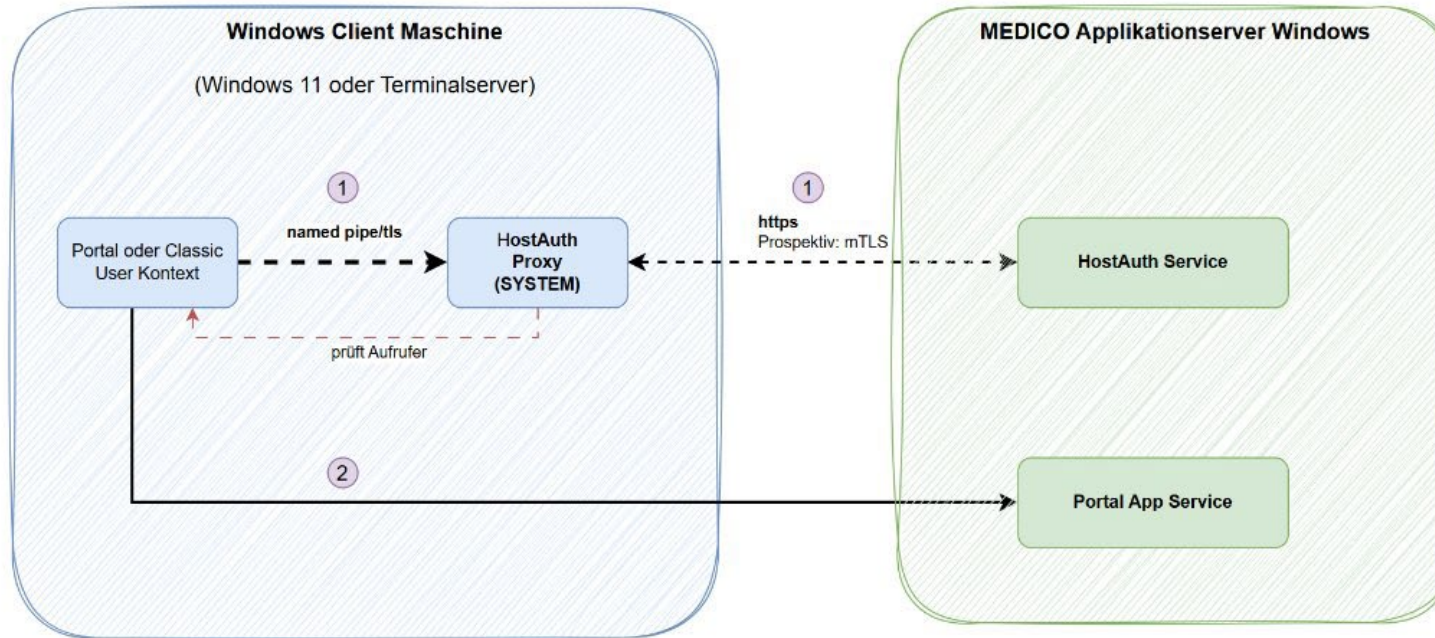 Windows Client Maschine
(Windows 11 oder Terminalserver)
MEDICO Applikationserver Windows
1
named pipe/tls
1
https
Prospektiv: mTLS
Portal oder Classic
User Kontext
HostAuth
Proxy
(SYSTEM)
HostAuth Service
prüft Aufrufer
2
Portal App Service